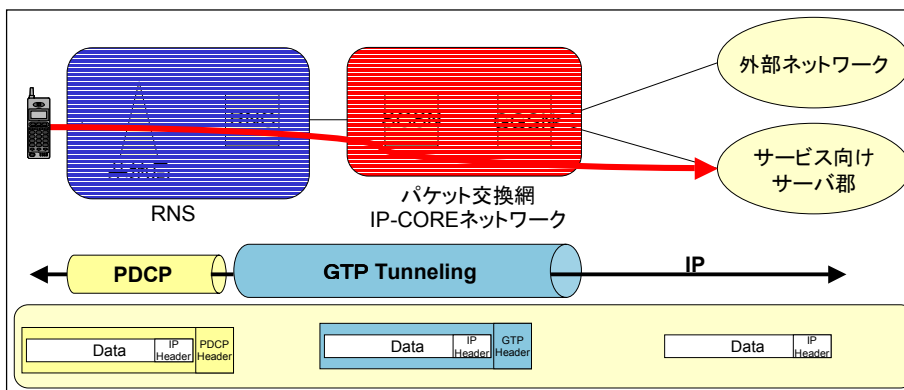 外部ネットワーク
サービス向け
サーバ郡
RNS
パケット交換網
IP-COREネットワーク
PDCP
GTP Tunneling
IP
Data
IP
Header
PDCP
Header
Data
IP
Header
GTP
Header
Data
IP
Header